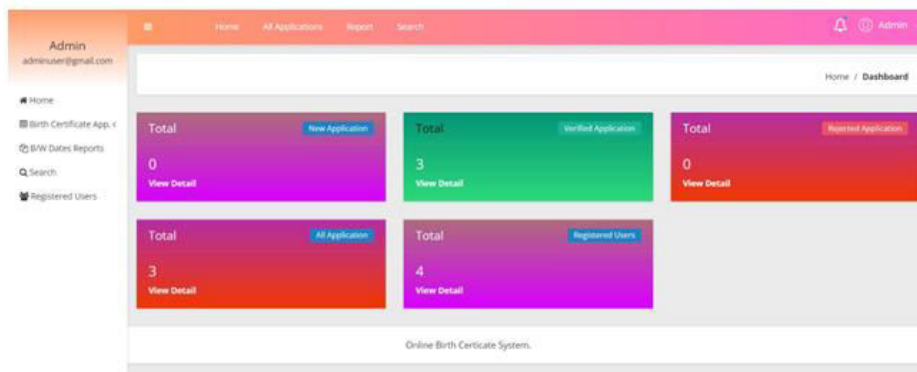 Admin
adminuser@gmail.com
Home
Birth Certificate App. <
B/W Dates Reports
Search
Registered Users
Home All Applications Report Search Admin
Home / Dashboard
Total New Application
0
View Detail
Total Verified Application
3
View Detail
Total Rejected Application
0
View Detail
Total All Application
3
View Detail
Total Registered Users
4
View Detail
Online Birth Certicate System.